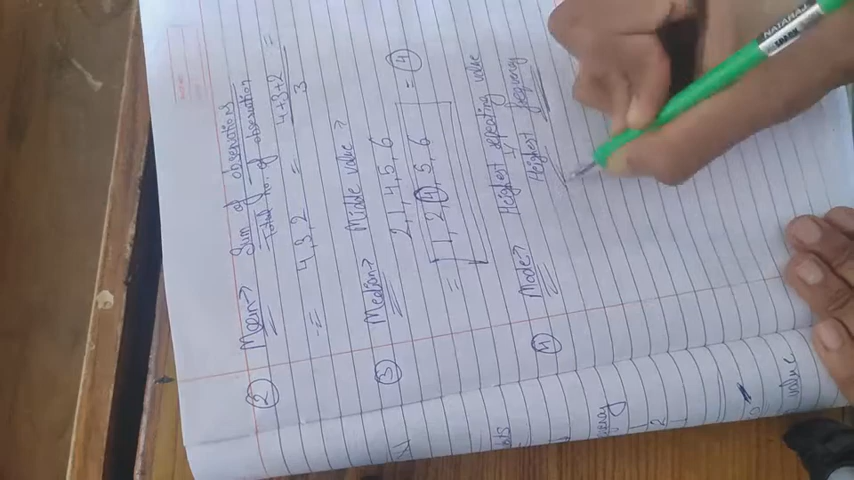 ② Mean → Sum of observations
Total no. of observation
= 4,3,2 = 4+3+2 =
3
③ Median → Middle value →
2,1,4,5,6
= 1,2,4,5,6 = ④
④ Mode → Highest repeating value
Highest frequency
NATARAJ